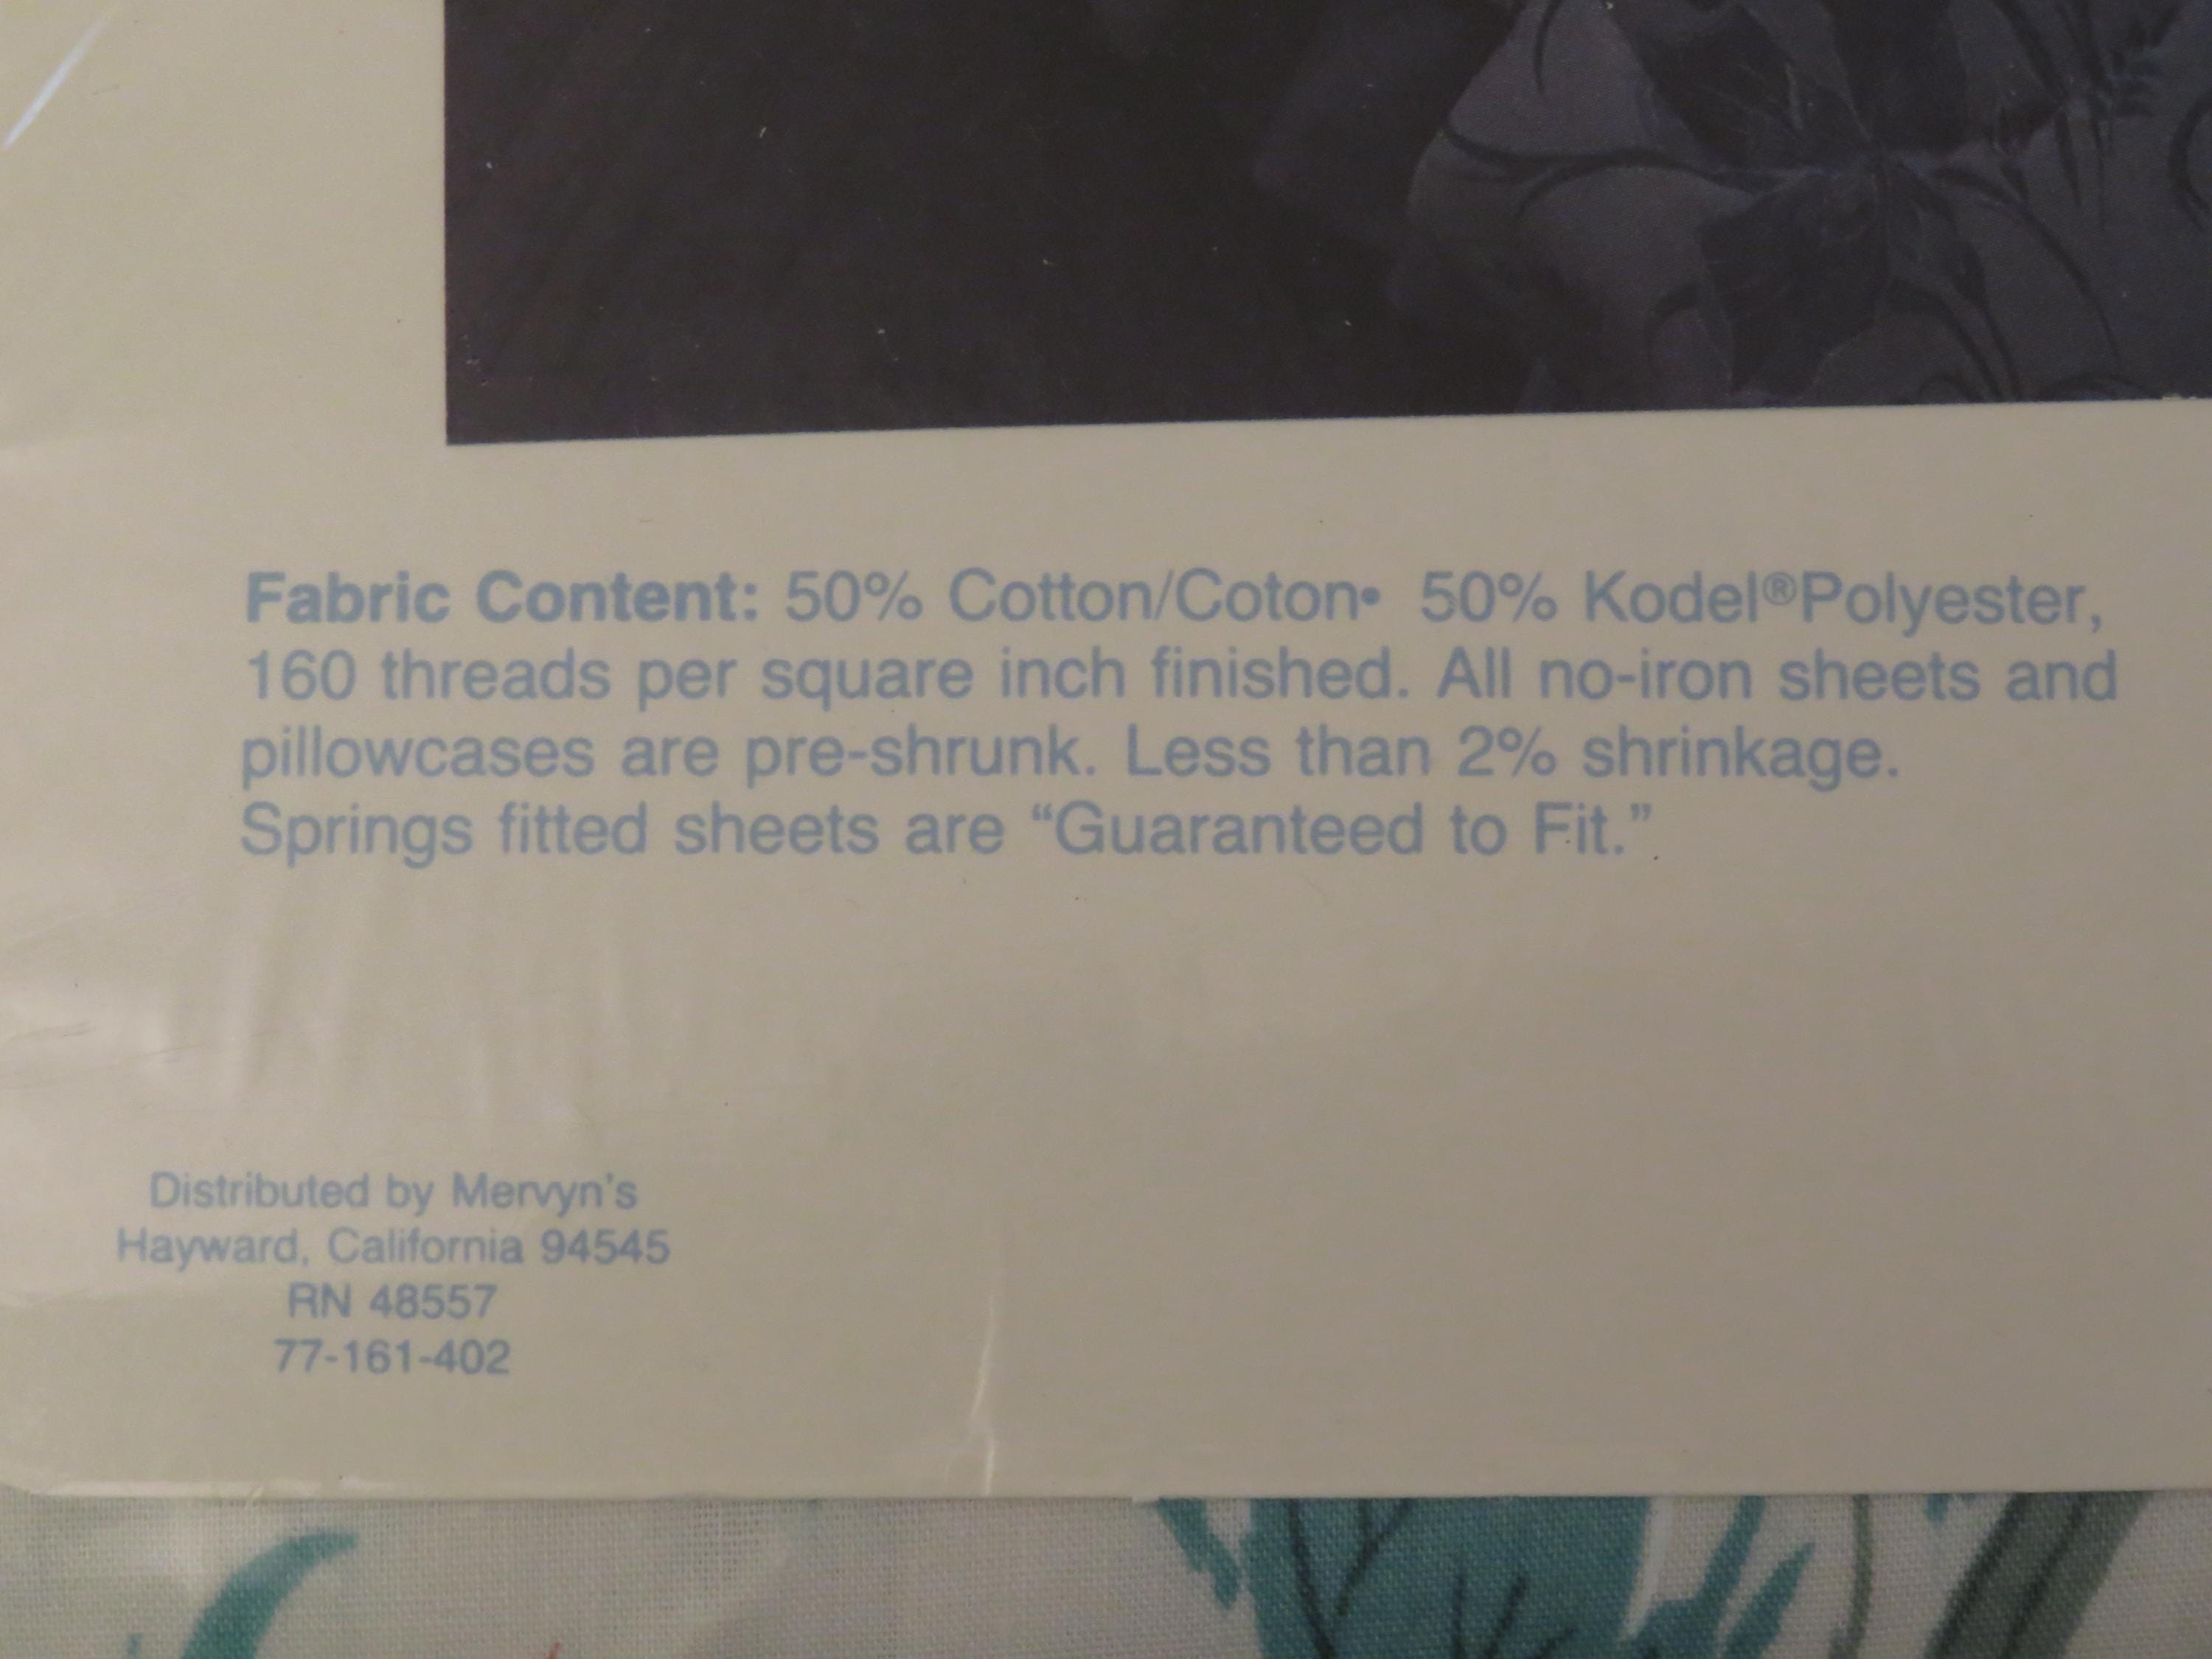 Fabric Content: 50% Cotton/Coton• 50% Kodel®Polyester,
160 threads per square inch finished. All no-iron sheets and
pillowcases are pre-shrunk. Less than 2% shrinkage.
Springs fitted sheets are “Guaranteed to Fit.”
Distributed by Mervyn's
Hayward, California 94545
RN 48557
77-161-402